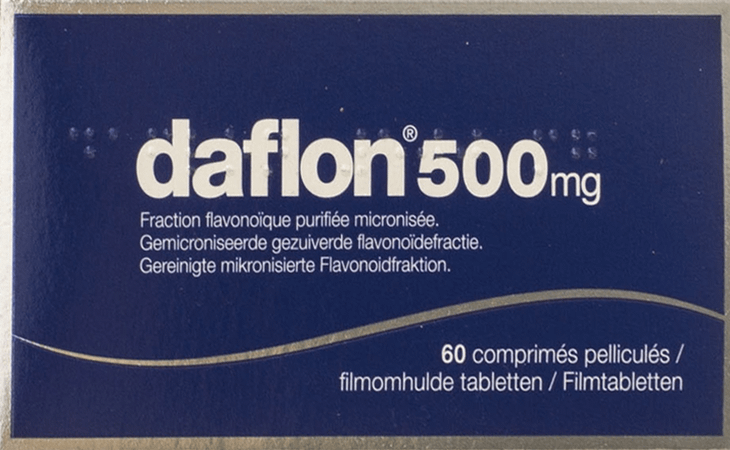 daflon® 500mg
Fraction flavonoïque purifiée micronisée.
Gemicroniseerde gezuiverde flavonoïdefractie.
Gereinigte mikronisierte Flavonoidfraktion.
60 comprimés pelliculés /
filmomhulde tabletten / Filmtabletten